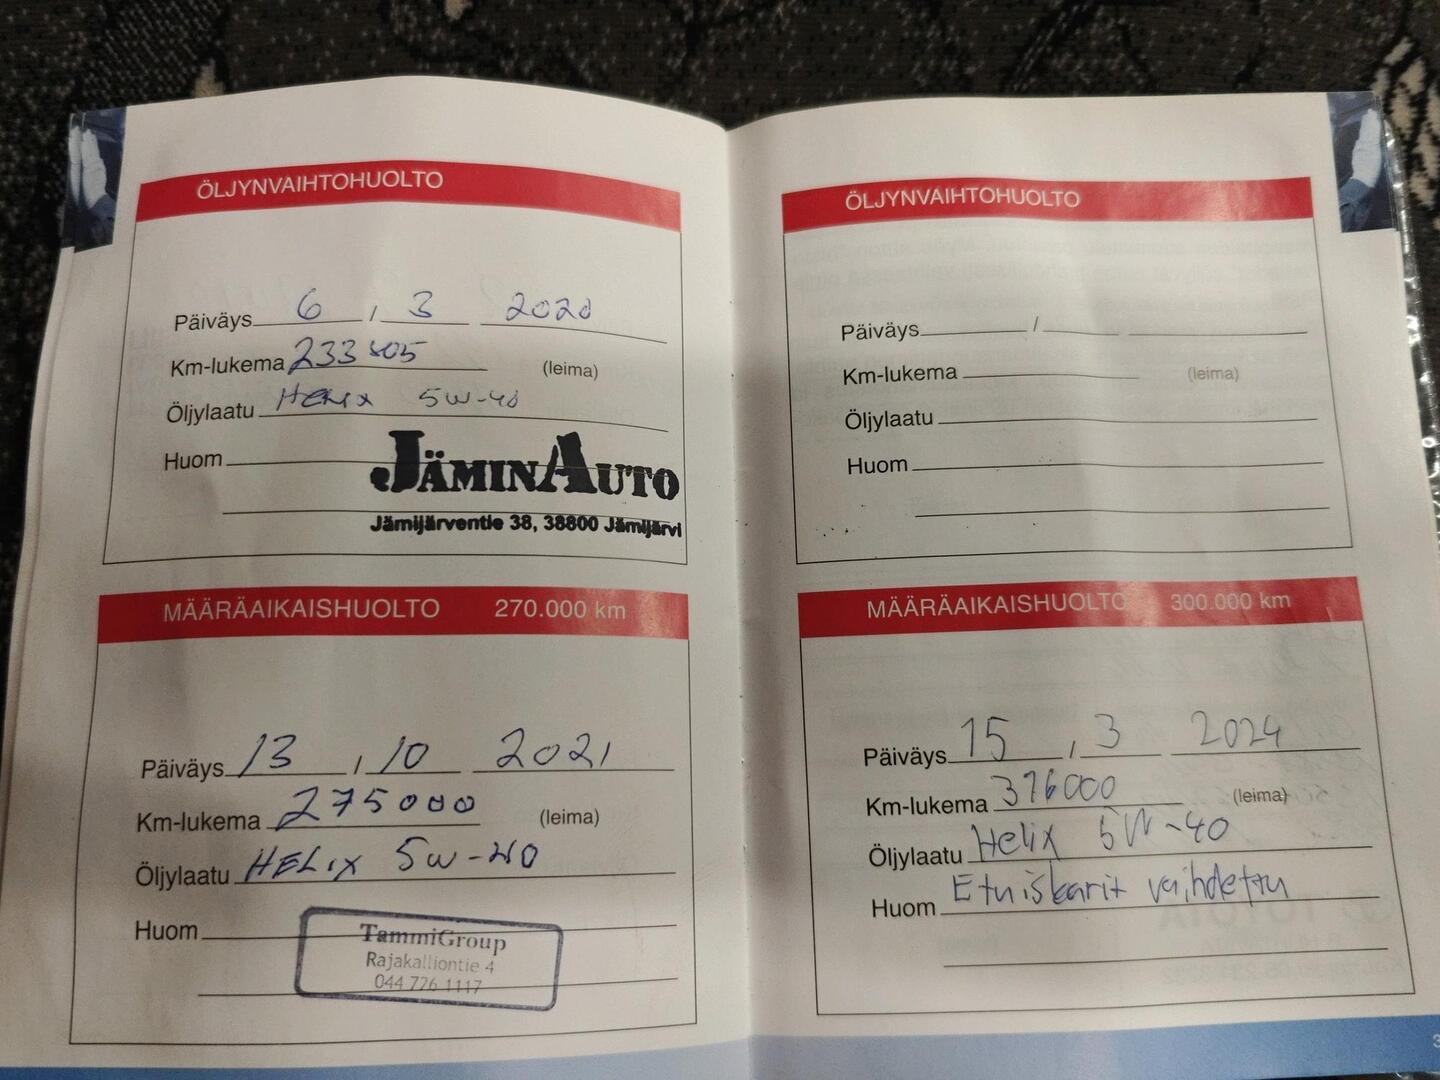 ÖLJYNVAIHTOHUOLTO
Päiväys 6 / 3 2020
Km-lukema 233805 (leima)
Öljylaatu Helix 5W-40
Huom
JÄMINAUTO
Jämijärventie 38, 38800 Jämijärvi
MÄÄRÄAIKAISHUOLTO 270.000 km
Päiväys 13 / 10 2021
Km-lukema 275000 (leima)
Öljylaatu HELIX 5W-40
Huom
TammiGroup
Rajakalliontie 4
044 726 1117
ÖLJYNVAIHTOHUOLTO
Päiväys /
Km-lukema (leima)
Öljylaatu
Huom
MÄÄRÄAIKAISHUOLTO 300.000 km
Päiväys 15 / 3 2024
Km-lukema 376000 (leima)
Öljylaatu Helix 5W-40
Huom Etuiskarit vaihdettu
3